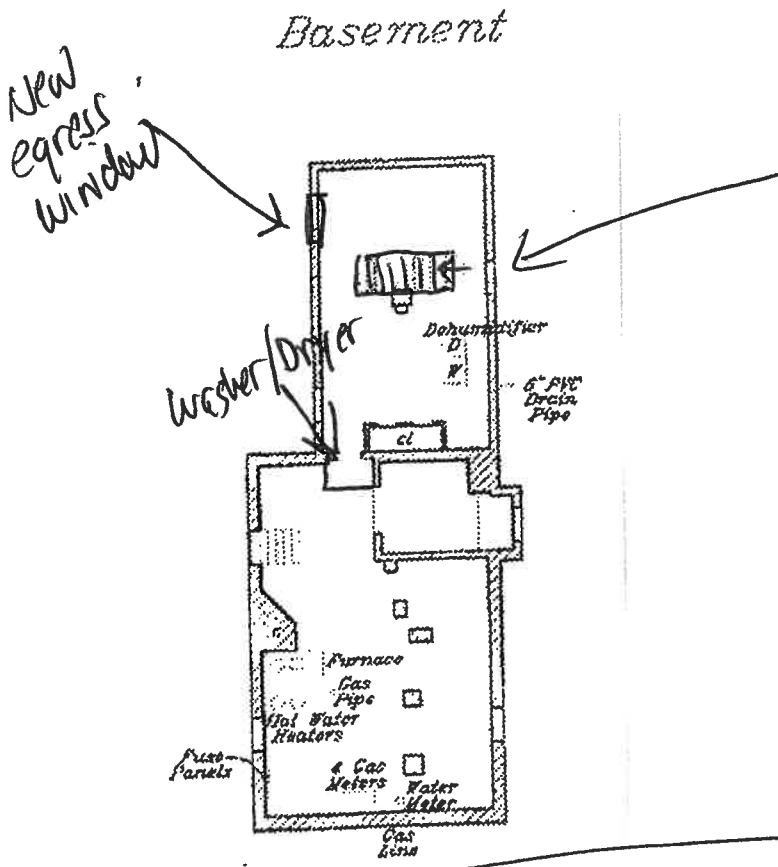 Basement
New
egress
window
Washer/Dryer
Dehumidifier
D
W
6" PVC
Drain
Pipe
cl
Furnace
Gas
Pipe
Hot Water
Heaters
Fuse
Panels
4 Gas
Meters
Water
Meter
Gas
Line